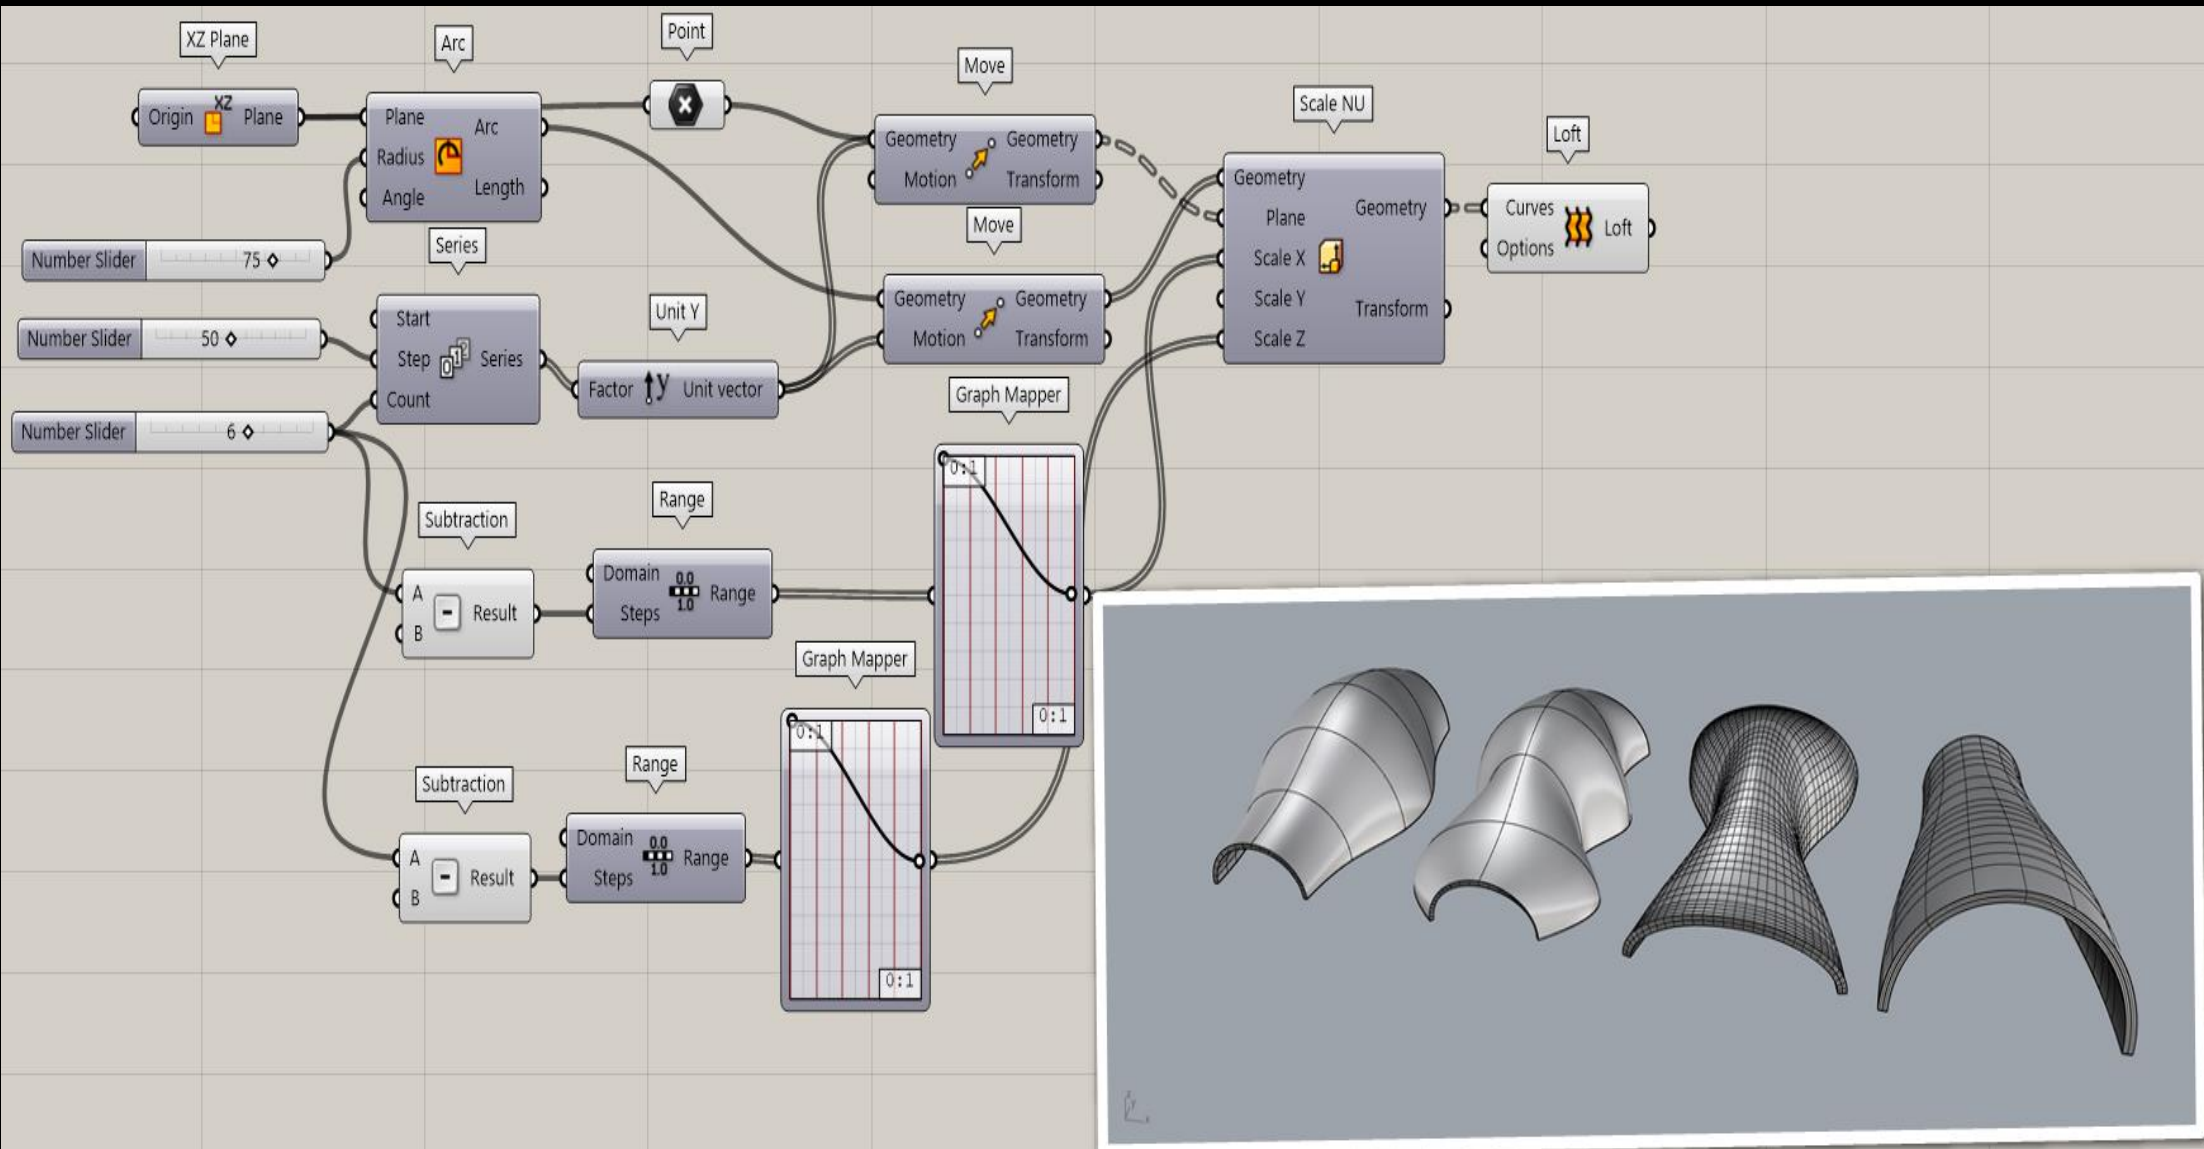 XZ Plane
Origin XZ Plane
Arc
Plane
Radius
Angle
Arc
Length
Point
Move
Geometry
Motion
Geometry
Transform
Move
Geometry
Motion
Geometry
Transform
Scale NU
Geometry
Plane
Scale X
Scale Y
Scale Z
Geometry
Transform
Loft
Curves
Options
Loft
Number Slider 75
Number Slider 50
Number Slider 6
Series
Start
Step
Count
0 1 2
Series
Unit Y
Factor y Unit vector
Graph Mapper
0:1
0:1
Subtraction
A
B
-
Result
Range
Domain
Steps
0.0
1.0
Range
Graph Mapper
0:1
0:1
Subtraction
A
B
-
Result
Range
Domain
Steps
0.0
1.0
Range